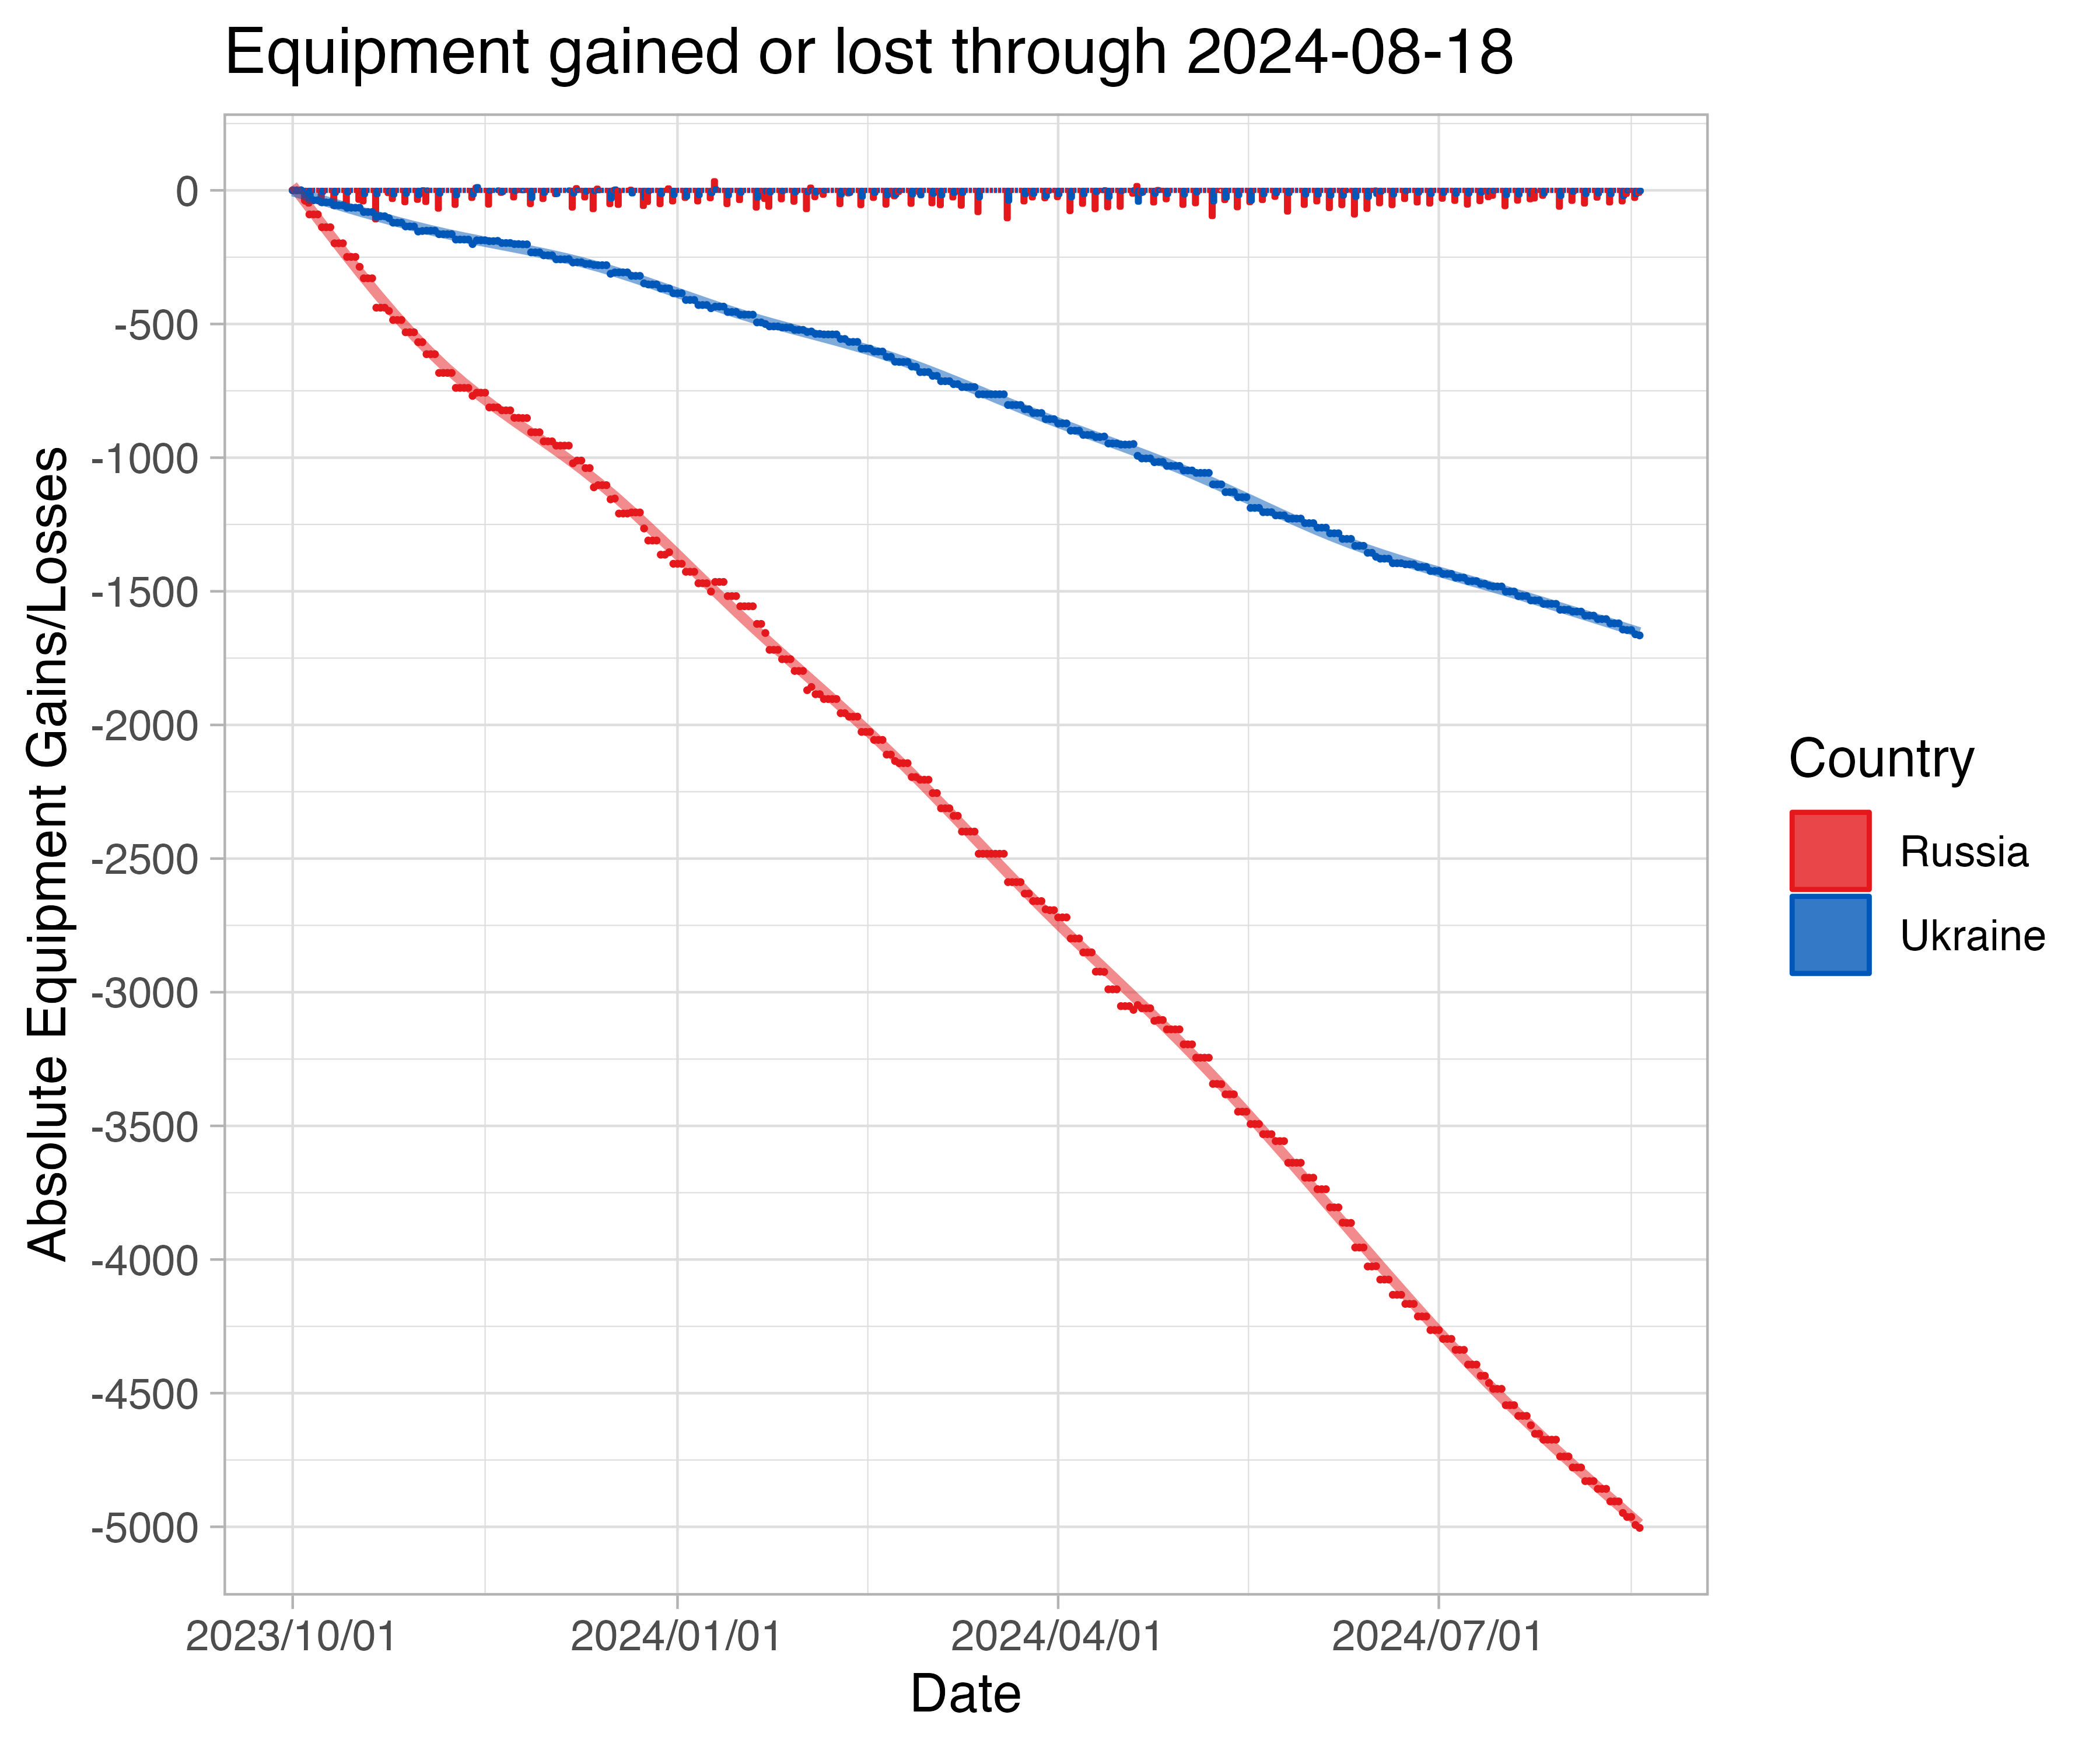 Equipment gained or lost through 2024-08-18
Absolute Equipment Gains/Losses
0
-500
-1000
-1500
-2000
-2500
-3000
-3500
-4000
-4500
-5000
2023/10/01
2024/01/01
2024/04/01
2024/07/01
Date
Country
Russia
Ukraine